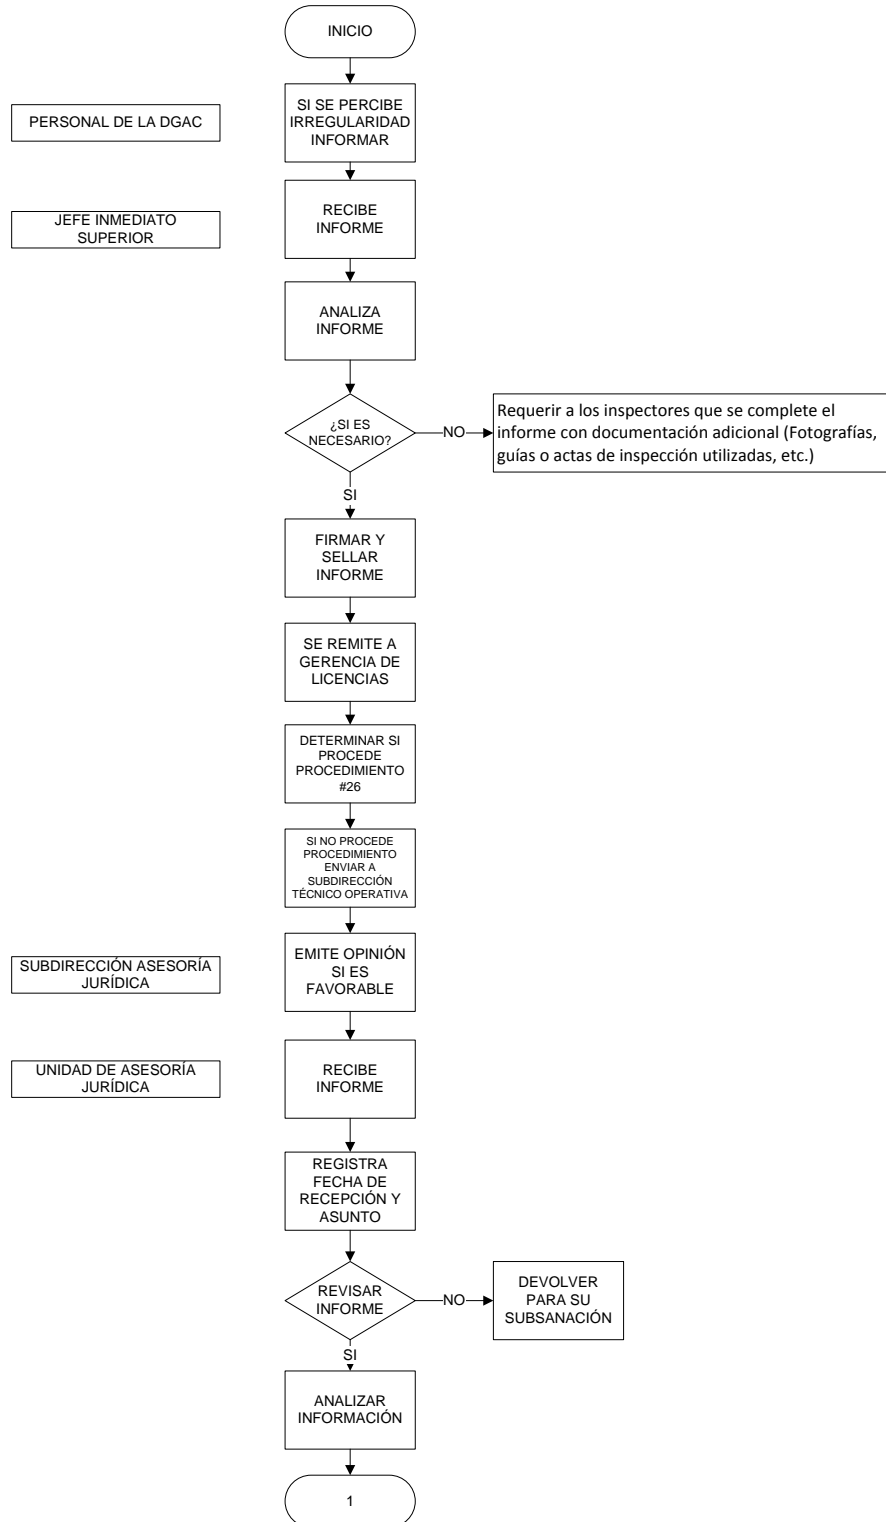 INICIO
PERSONAL DE LA DGAC
SI SE PERCIBE
IRREGULARIDAD
INFORMAR
JEFE INMEDIATO
SUPERIOR
RECIBE
INFORME
ANALIZA
INFORME
¿SI ES
NECESARIO?
NO
Requerir a los inspectores que se complete el
informe con documentación adicional (Fotografías,
guías o actas de inspección utilizadas, etc.)
SI
FIRMAR Y
SELLAR
INFORME
SE REMITE A
GERENCIA DE
LICENCIAS
DETERMINAR SI
PROCEDE
PROCEDIMIENTO
#26
SI NO PROCEDE
PROCEDIMIENTO
ENVIAR A
SUBDIRECCIÓN
TÉCNICO OPERATIVA
SUBDIRECCIÓN ASESORÍA
JURÍDICA
EMITE OPINIÓN
SI ES
FAVORABLE
UNIDAD DE ASESORÍA
JURÍDICA
RECIBE
INFORME
REGISTRA
FECHA DE
RECEPCIÓN Y
ASUNTO
REVISAR
INFORME
NO
DEVOLVER
PARA SU
SUBSANACIÓN
SI
ANALIZAR
INFORMACIÓN
1